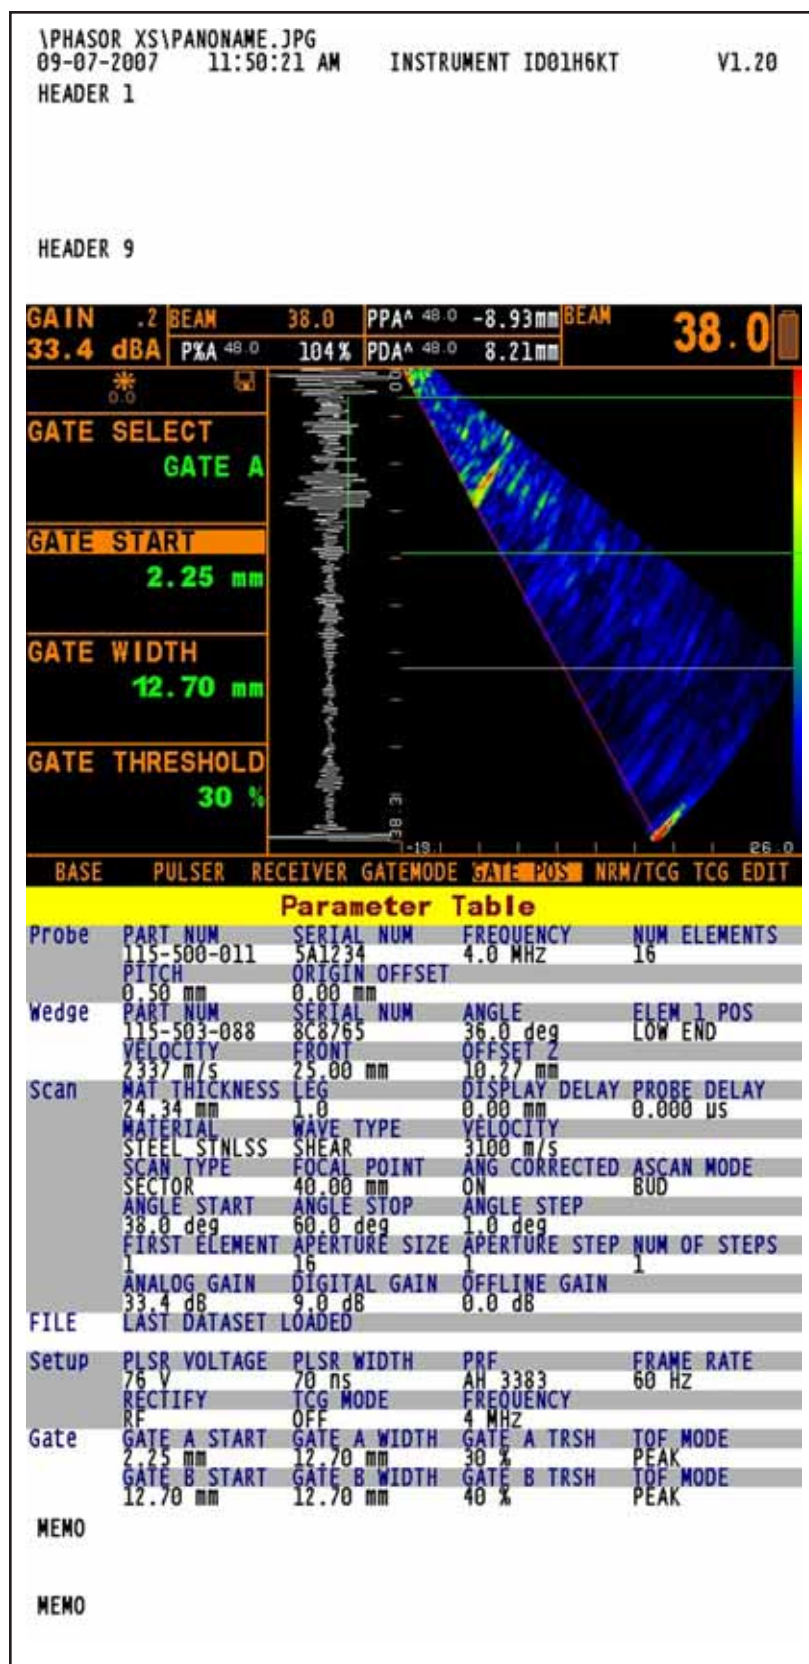 \PHASOR XS\PANONAME.JPG
09-07-2007 11:50:21 AM INSTRUMENT ID01H6KT V1.20
HEADER 1
HEADER 9
GAIN .2 BEAM 38.0 PPA^ 48.0 -8.93mm BEAM 38.0
33.4 dBA P%A 48.0 104% PDA^ 48.0 8.21mm
0.0
GATE SELECT
GATE A
GATE START
2.25 mm
GATE WIDTH
12.70 mm
GATE THRESHOLD
30 %
0.0
38.31
-19.1 26.0
BASE PULSER RECEIVER GATEMODE GATE POS NRM/TCG TCG EDIT
Parameter Table
Probe PART NUM SERIAL NUM FREQUENCY NUM ELEMENTS
115-500-011 5A1234 4.0 MHz 16
PITCH ORIGIN OFFSET
0.50 mm 0.00 mm
Wedge PART NUM SERIAL NUM ANGLE ELEM 1 POS
115-503-088 8C8765 36.0 deg LOW END
VELOCITY FRONT OFFSET Z
2337 m/s 25.00 mm 10.27 mm
Scan MAT THICKNESS LEG DISPLAY DELAY PROBE DELAY
24.34 mm 1.0 0.00 mm 0.000 µs
MATERIAL WAVE TYPE VELOCITY
STEEL STNLSS SHEAR 3100 m/s
SCAN TYPE FOCAL POINT ANG CORRECTED ASCAN MODE
SECTOR 40.00 mm ON BUD
ANGLE START ANGLE STOP ANGLE STEP
38.0 deg 60.0 deg 1.0 deg
FIRST ELEMENT APERTURE SIZE APERTURE STEP NUM OF STEPS
1 16 1 1
ANALOG GAIN DIGITAL GAIN OFFLINE GAIN
33.4 dB 9.0 dB 0.0 dB
FILE LAST DATASET LOADED
Setup PLSR VOLTAGE PLSR WIDTH PRF FRAME RATE
76 V 70 ns AH 3383 60 HZ
RECTIFY TCG MODE FREQUENCY
RF OFF 4 MHZ
Gate GATE A START GATE A WIDTH GATE A TRSH TOF MODE
2.25 mm 12.70 mm 30 % PEAK
GATE B START GATE B WIDTH GATE B TRSH TOF MODE
12.70 mm 12.70 mm 40 % PEAK
MEMO
MEMO